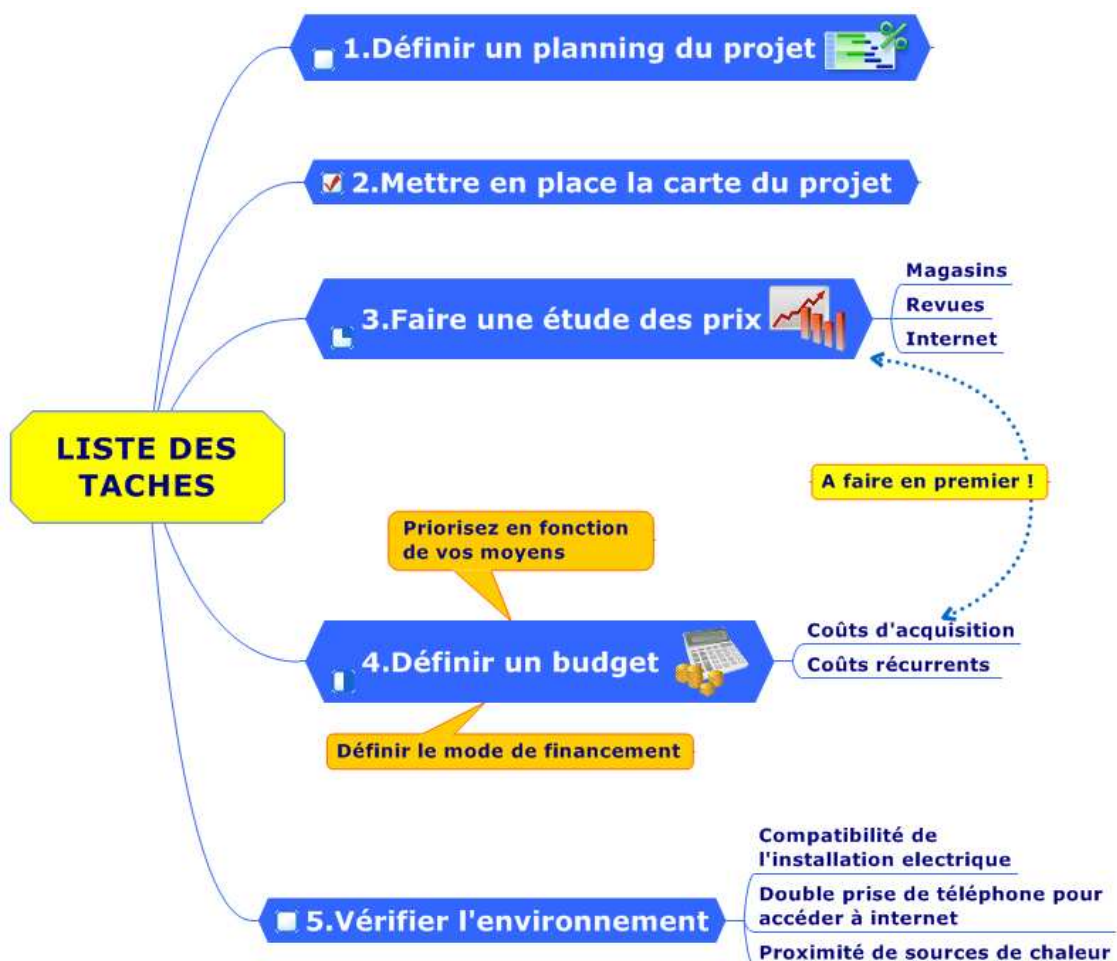 1.Définir un planning du projet
2.Mettre en place la carte du projet
3.Faire une étude des prix
Magasins
Revues
Internet
LISTE DES
TACHES
A faire en premier !
Priorisez en fonction
de vos moyens
4.Définir un budget
Coûts d'acquisition
Coûts récurrents
Définir le mode de financement
5.Vérifier l'environnement
Compatibilité de
l'installation electrique
Double prise de téléphone pour
accéder à internet
Proximité de sources de chaleur